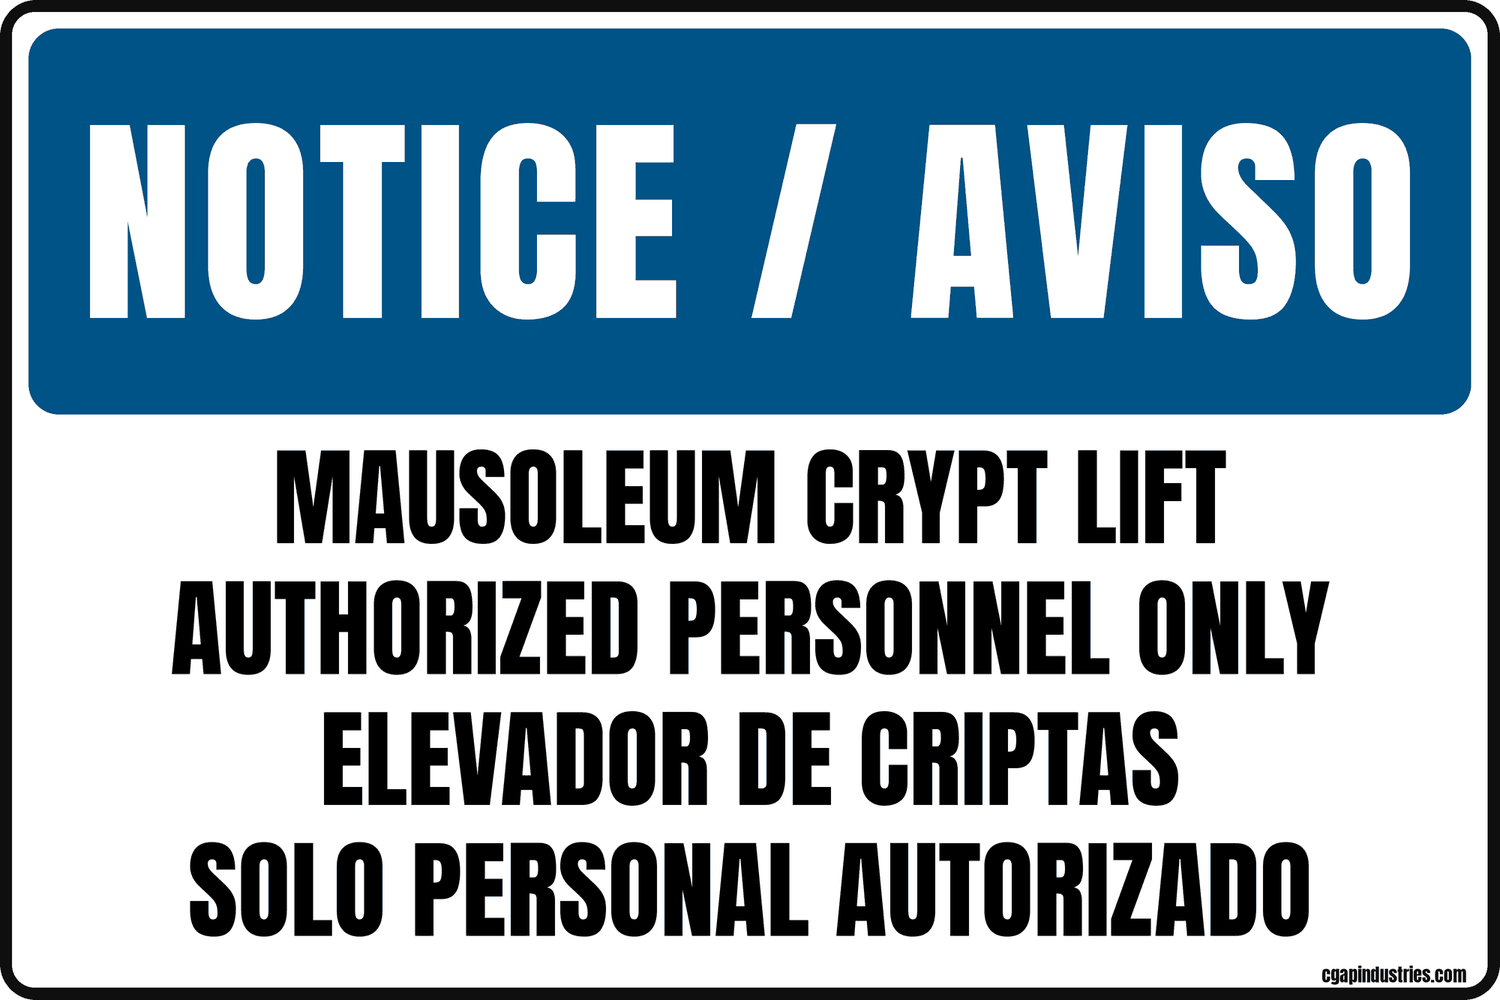 NOTICE / AVISO
MAUSOLEUM CRYPT LIFT
AUTHORIZED PERSONNEL ONLY
ELEVADOR DE CRIPTAS
SOLO PERSONAL AUTORIZADO
cgapindustries.com